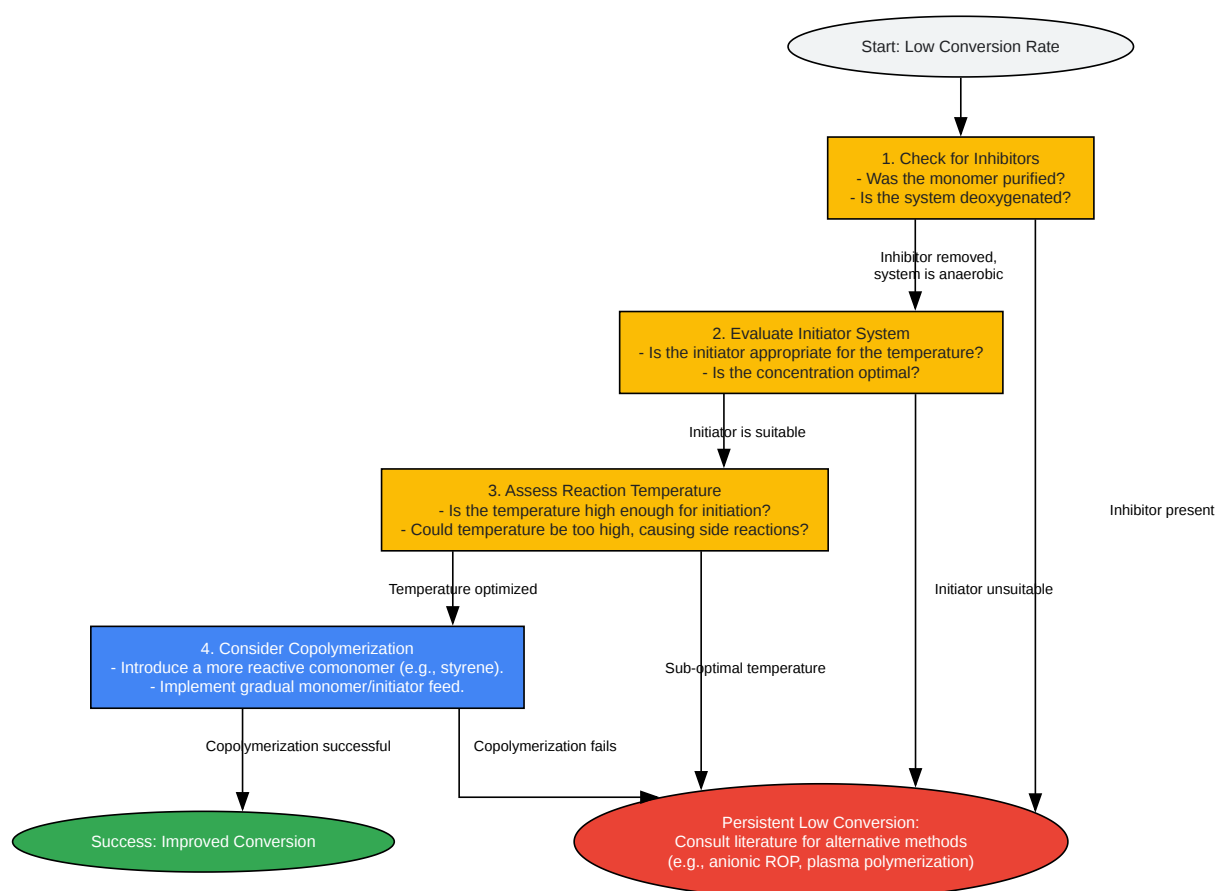 Start: Low Conversion Rate
1. Check for Inhibitors
- Was the monomer purified?
- Is the system deoxygenated?
Inhibitor removed,
system is anaerobic
2. Evaluate Initiator System
- Is the initiator appropriate for the temperature?
- Is the concentration optimal?
Initiator is suitable
3. Assess Reaction Temperature
- Is the temperature high enough for initiation?
- Could temperature be too high, causing side reactions?
Inhibitor present
Temperature optimized
Initiator unsuitable
4. Consider Copolymerization
- Introduce a more reactive comonomer (e.g., styrene).
- Implement gradual monomer/initiator feed.
Sub-optimal temperature
Copolymerization successful
Copolymerization fails
Success: Improved Conversion
Persistent Low Conversion:
Consult literature for alternative methods
(e.g., anionic ROP, plasma polymerization)